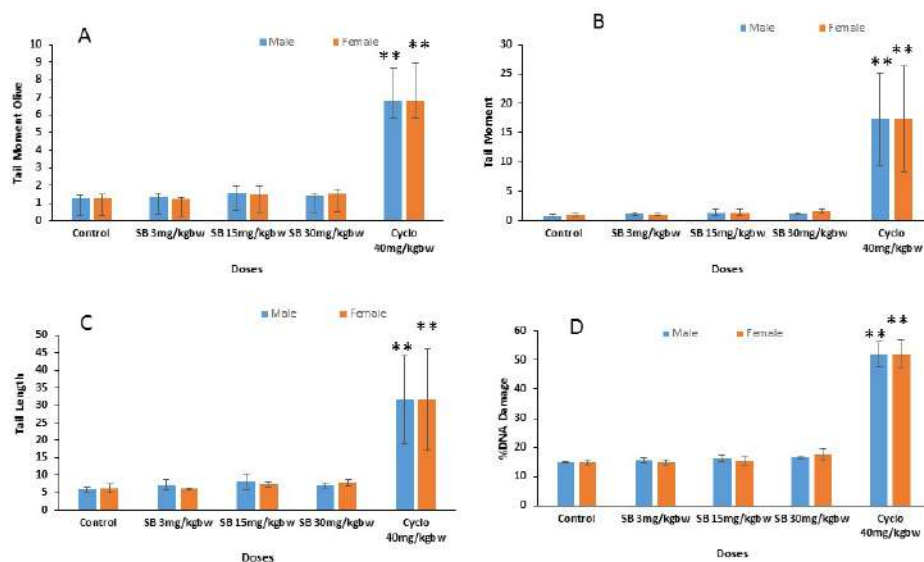 A
Male Female
** **
10
9
8
7
6
5
4
3
2
1
0
Tail Moment Olive
Control SB 3mg/kgbw SB 15mg/kgbw SB 30mg/kgbw Cyclo
40mg/kgbw
Doses
B
Male Female
** **
30
25
20
15
10
5
0
Tail Moment
Control SB 3mg/kgbw SB 15mg/kgbw SB 30mg/kgbw Cyclo
40mg/kgbw
Doses
C
Male Female
**
**
50
45
40
35
30
25
20
15
10
5
0
Tail Length
Control SB 3mg/kgbw SB 15mg/kgbw SB 30mg/kgbw Cyclo
40mg/kgbw
Doses
D
Male Female
**
**
60
50
40
30
20
10
0
%DNA Damage
Control SB 3mg/kgbw SB 15mg/kgbw SB 30mg/kgbw Cyclo
40mg/kgbw
Doses